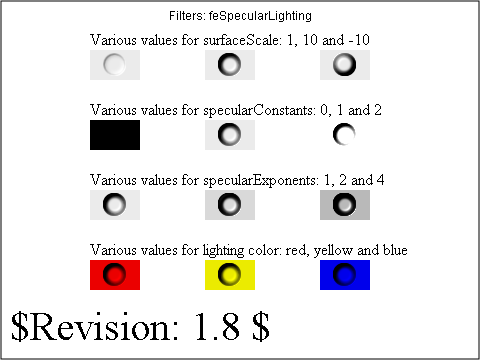 Filters: feSpecularLighting
Various values for surfaceScale: 1, 10 and -10
Various values for specularConstants: 0, 1 and 2
Various values for specularExponents: 1, 2 and 4
Various values for lighting color: red, yellow and blue
$Revision: 1.8 $